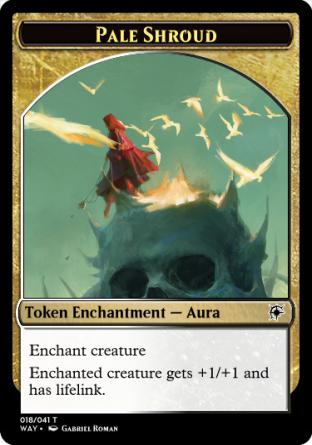 Pale Shroud
Token Enchantment — Aura
Enchant creature
Enchanted creature gets +1/+1 and
has lifelink.
018/041 T
WAY • Gabriel Roman